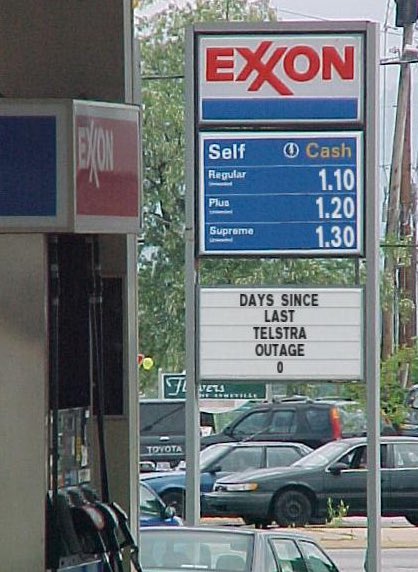 EXXON
EXXON
Self Cash
Regular
1.10
Unleaded
Plus
1.20
Unleaded
Supreme
1.30
Unleaded
DAYS SINCE
LAST
TELSTRA
OUTAGE
0
TOYOTA